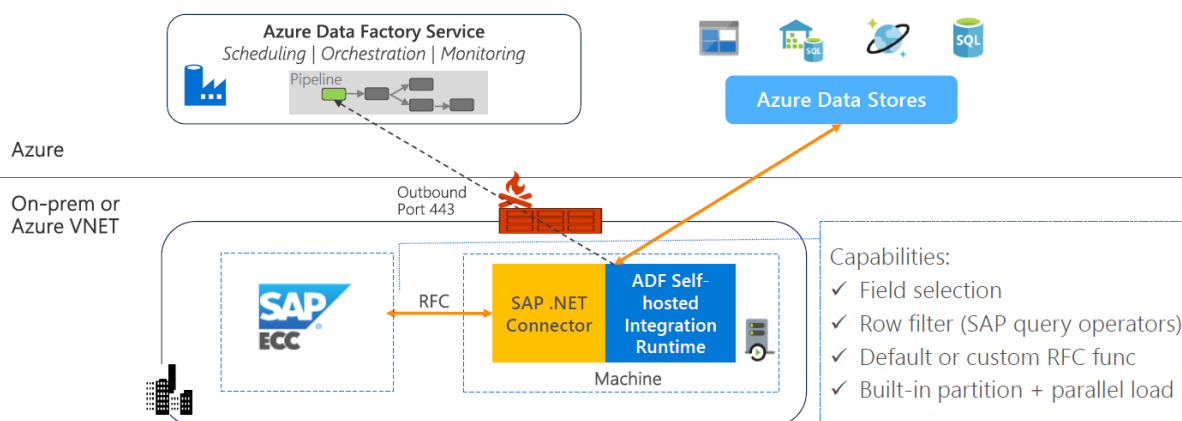 Azure Data Factory Service
Scheduling | Orchestration | Monitoring
Pipeline
SQL
SQL
Azure Data Stores
Azure
On-prem or
Azure VNET
Outbound
Port 443
SAP
ECC
RFC
SAP .NET
Connector
ADF Self-
hosted
Integration
Runtime
Machine
Capabilities:
✓ Field selection
✓ Row filter (SAP query operators)
✓ Default or custom RFC func
✓ Built-in partition + parallel load